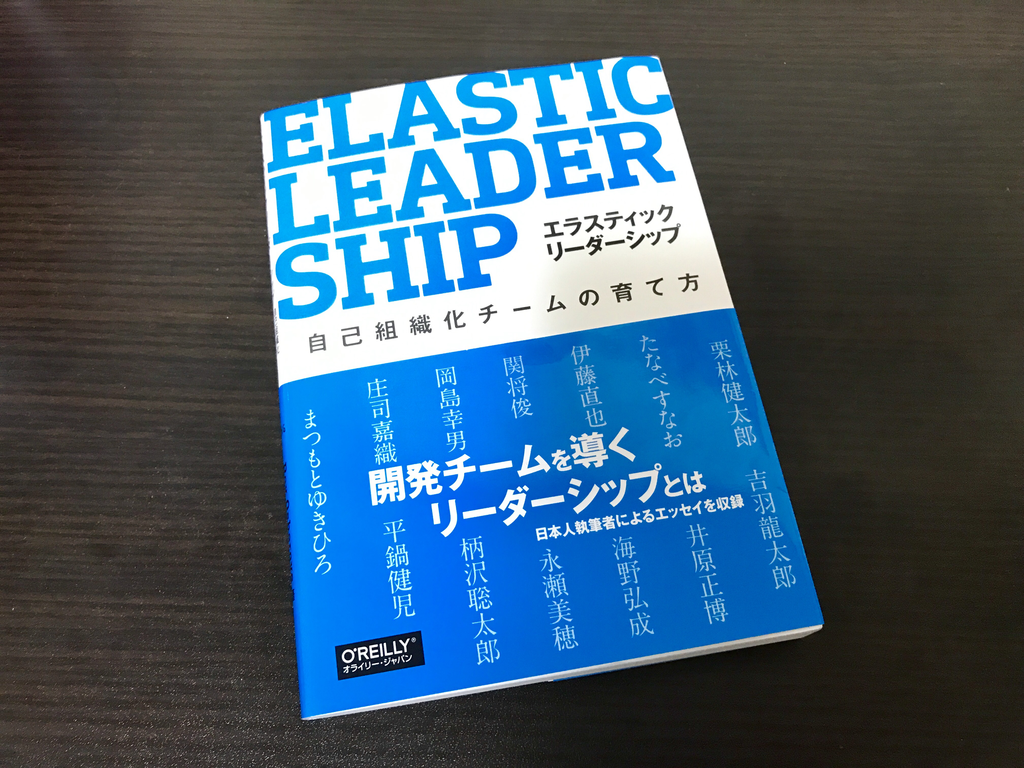 ELASTIC
LEADER
SHIP
エラスティック
リーダーシップ
自己組織化チームの育て方
栗林健太郎
たなべすなお
伊藤直也
関将俊
岡島幸男
庄司嘉織
まつもとゆきひろ
開発チームを導く
リーダーシップとは
日本人執筆者によるエッセイを収録
吉羽龍太郎
井原正博
海野弘成
永瀬美穂
柄沢聡太郎
平鍋健児
O'REILLY®
オライリー・ジャパン